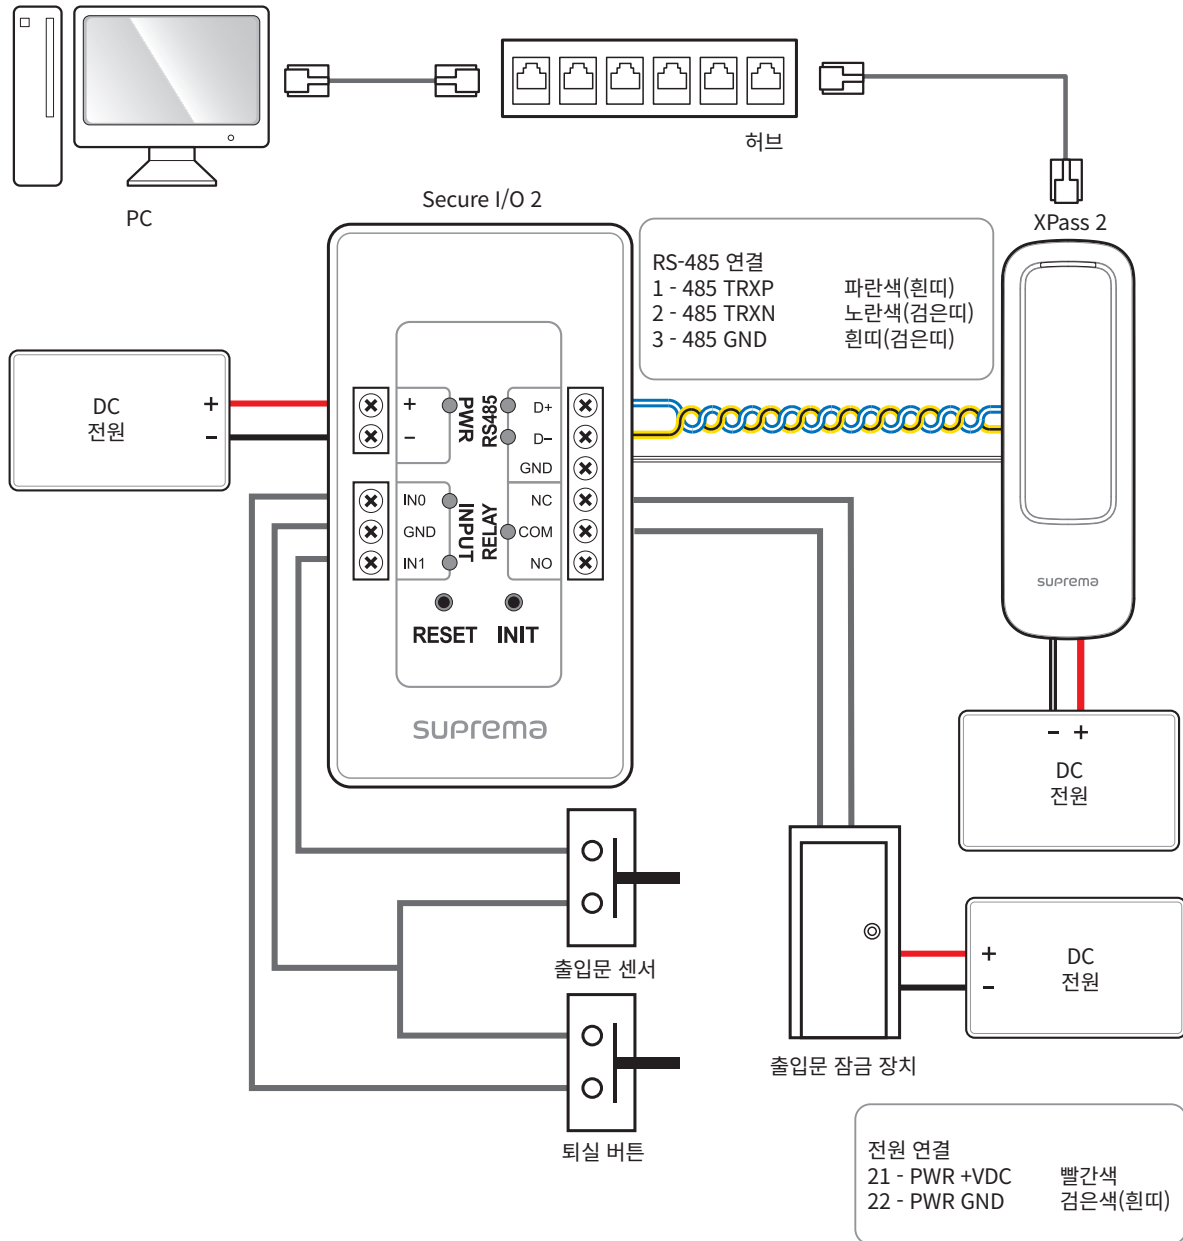 PC
허브
Secure I/O 2
XPass 2
RS-485 연결
1 - 485 TRXP 파란색(흰띠)
2 - 485 TRXN 노란색(검은띠)
3 - 485 GND 흰띠(검은띠)
DC
전원
+
−
+
−
PWR
RS485
D+
D−
GND
IN0
GND
IN1
INPUT
RELAY
NC
COM
NO
RESET INIT
suprema
suprema
− +
DC
전원
출입문 센서
퇴실 버튼
출입문 잠금 장치
+
−
DC
전원
전원 연결
21 - PWR +VDC 빨간색
22 - PWR GND 검은색(흰띠)